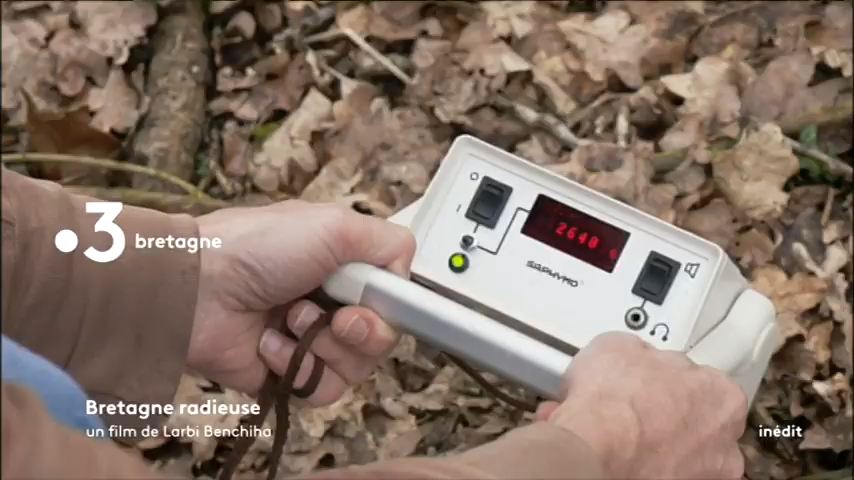 2640
SAPHYMO
3 bretagne
Bretagne radieuse
un film de Larbi Benchiha
inédit